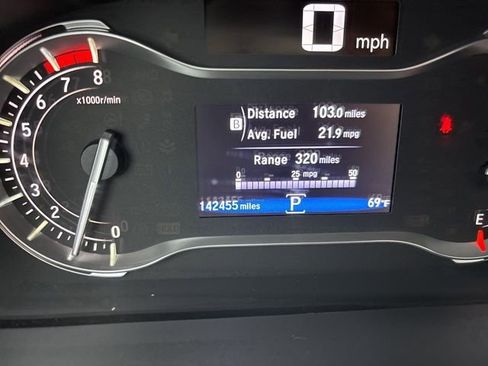 0 mph
8
7
6
5
4
3
2
1
0
x1000r/min
B Distance 103.0 miles
Avg. Fuel 21.9 mpg
Range 320 miles
0 25 mpg 50
142455 miles P 69°F
E